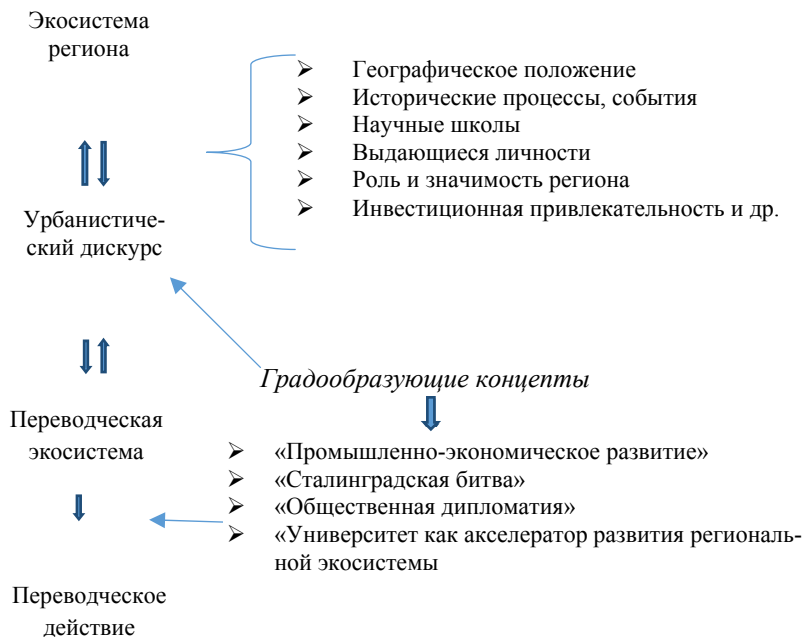 Экосистема
региона
➢ Географическое положение
➢ Исторические процессы, события
➢ Научные школы
➢ Выдающиеся личности
➢ Роль и значимость региона
➢ Инвестиционная привлекательность и др.
Урбанистиче-
ский дискурс
Градообразующие концепты
Переводческая
экосистема
➢ «Промышленно-экономическое развитие»
➢ «Сталинградская битва»
➢ «Общественная дипломатия»
➢ «Университет как акселератор развития региональ-
ной экосистемы
Переводческое
действие